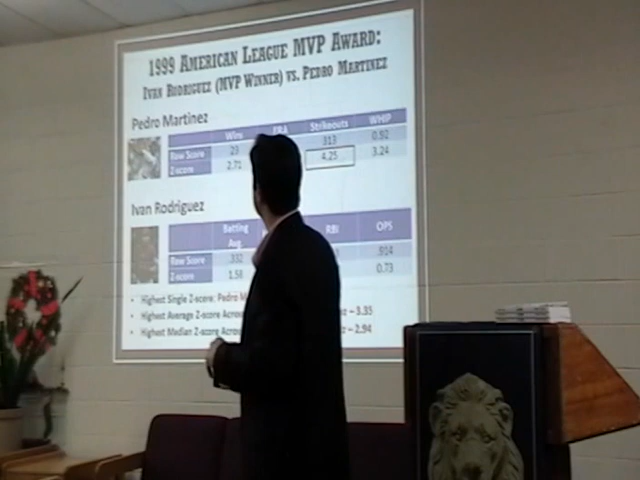 1999 American League MVP Award:
Ivan Rodriguez (MVP Winner) vs. Pedro Martinez
Pedro Martinez
Wins ERA Strikeouts WHIP
Raw Score 23 313 0.92
Z-score 2.71 4.25 3.24
Ivan Rodriguez
Batting Avg. RBI OPS
Raw Score .332 .914
Z-score 1.58 0.73
• Highest Single Z-score: Pedro
• Highest Average Z-score – 3.35
• Highest Median Z-score – 2.94